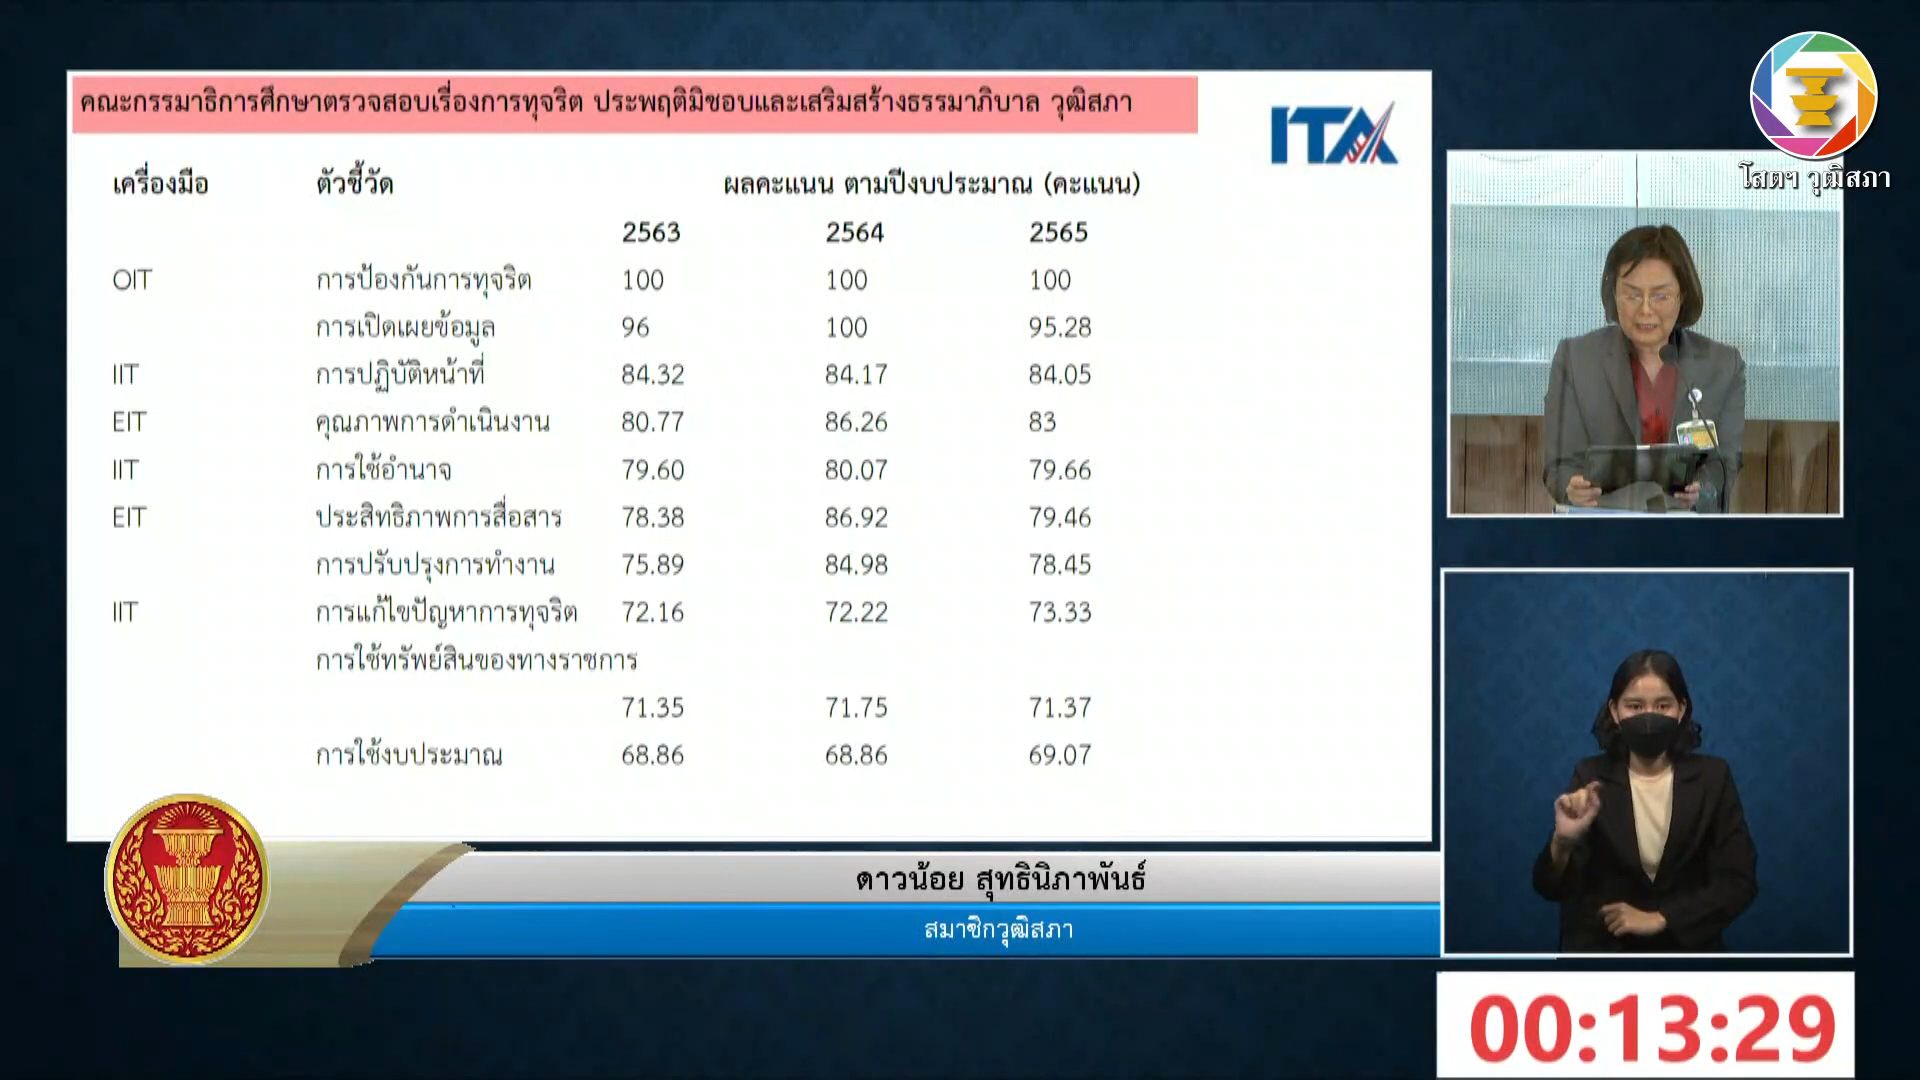 คณะกรรมาธิการศึกษาตรวจสอบเรื่องการทุจริต ประพฤติมิชอบและเสริมสร้างธรรมาภิบาล วุฒิสภา
ITA
โสตฯ วุฒิสภา
เครื่องมือ ตัวชี้วัด ผลคะแนน ตามปีงบประมาณ (คะแนน)
2563 2564 2565
OIT การป้องกันการทุจริต 100 100 100
การเปิดเผยข้อมูล 96 100 95.28
IIT การปฏิบัติหน้าที่ 84.32 84.17 84.05
EIT คุณภาพการดำเนินงาน 80.77 86.26 83
IIT การใช้อำนาจ 79.60 80.07 79.66
EIT ประสิทธิภาพการสื่อสาร 78.38 86.92 79.46
การปรับปรุงการทำงาน 75.89 84.98 78.45
IIT การแก้ไขปัญหาการทุจริต 72.16 72.22 73.33
การใช้ทรัพย์สินของทางราชการ
71.35 71.75 71.37
การใช้งบประมาณ 68.86 68.86 69.07
ดาวน้อย สุทธินิภาพันธ์
สมาชิกวุฒิสภา
00:13:29